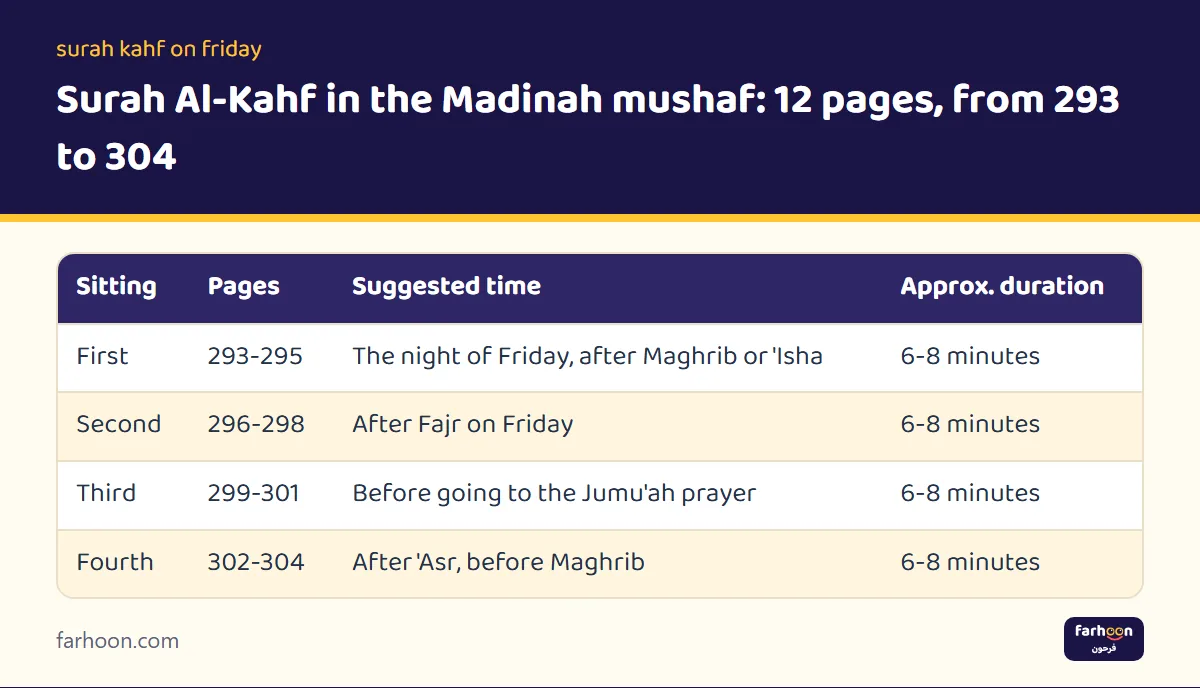 surah kahf on friday
Surah Al-Kahf in the Madinah mushaf: 12 pages, from 293
to 304
Sitting Pages Suggested time Approx. duration
First 293-295 The night of Friday, after Maghrib or 'Isha 6-8 minutes
Second 296-298 After Fajr on Friday 6-8 minutes
Third 299-301 Before going to the Jumu'ah prayer 6-8 minutes
Fourth 302-304 After 'Asr, before Maghrib 6-8 minutes
farhoon.com
farhoon
فرحون